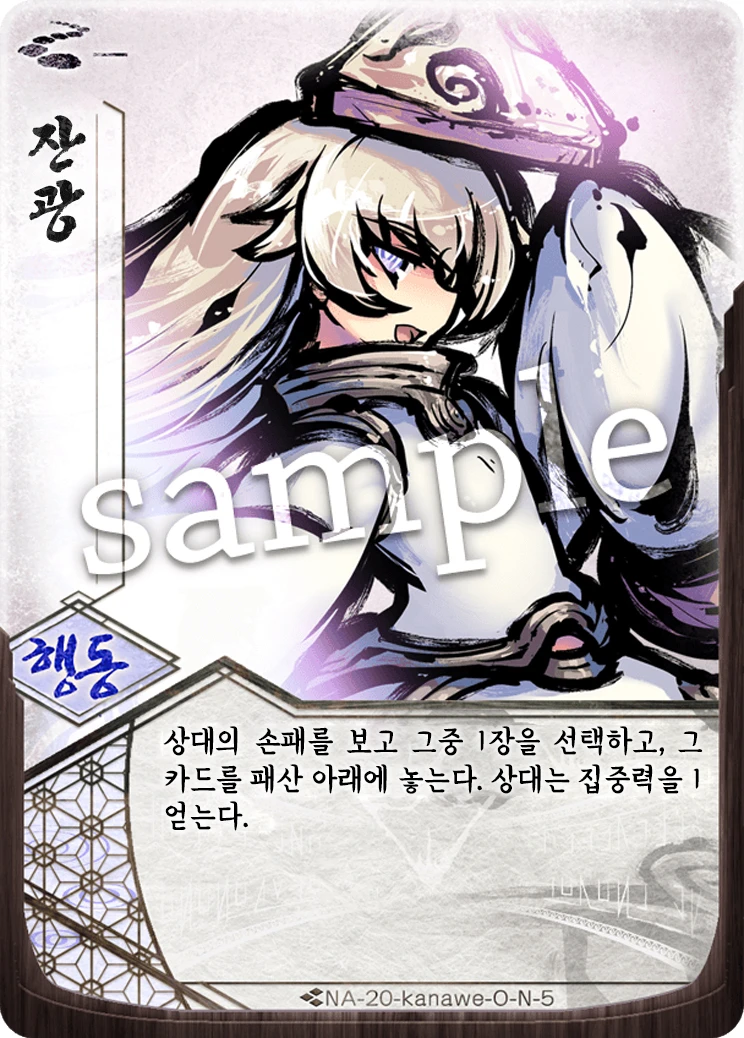 잔광
sample
행동
상대의 손패를 보고 그중 1장을 선택하고, 그
카드를 패산 아래에 놓는다. 상대는 집중력을 1
얻는다.
NA-20-kanawe-O-N-5